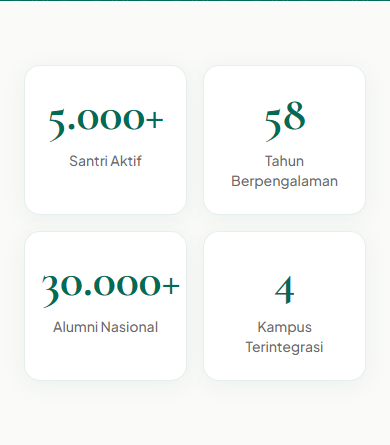 5.000+
Santri Aktif
58
Tahun
Berpengalaman
30.000+
Alumni Nasional
4
Kampus
Terintegrasi